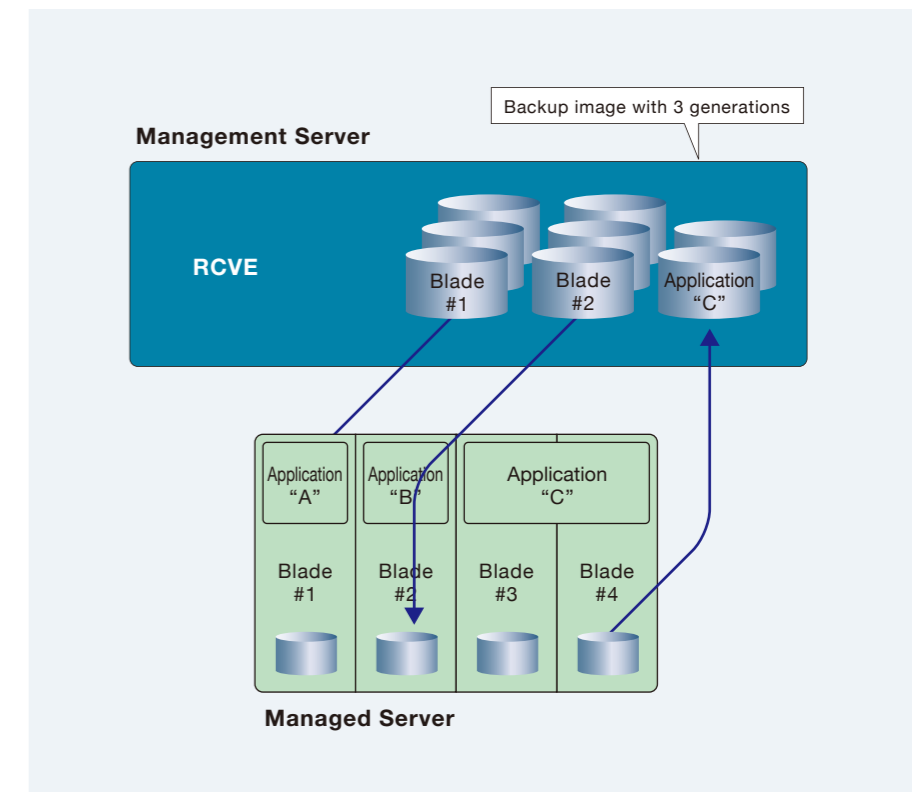 Backup image with 3 generations
Management Server
RCVE
Blade
#1
Blade
#2
Application
“C”
Application
“A”
Application
“B”
Application
“C”
Blade
#1
Blade
#2
Blade
#3
Blade
#4
Managed Server